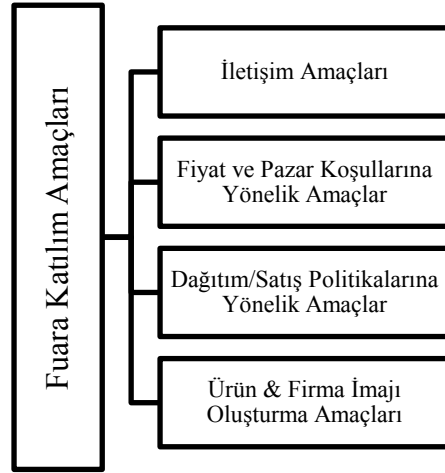 Fuara Katılım Amaçları
İletişim Amaçları
Fiyat ve Pazar Koşullarına
Yönelik Amaçlar
Dağıtım/Satış Politikalarına
Yönelik Amaçlar
Ürün & Firma İmajı
Oluşturma Amaçları